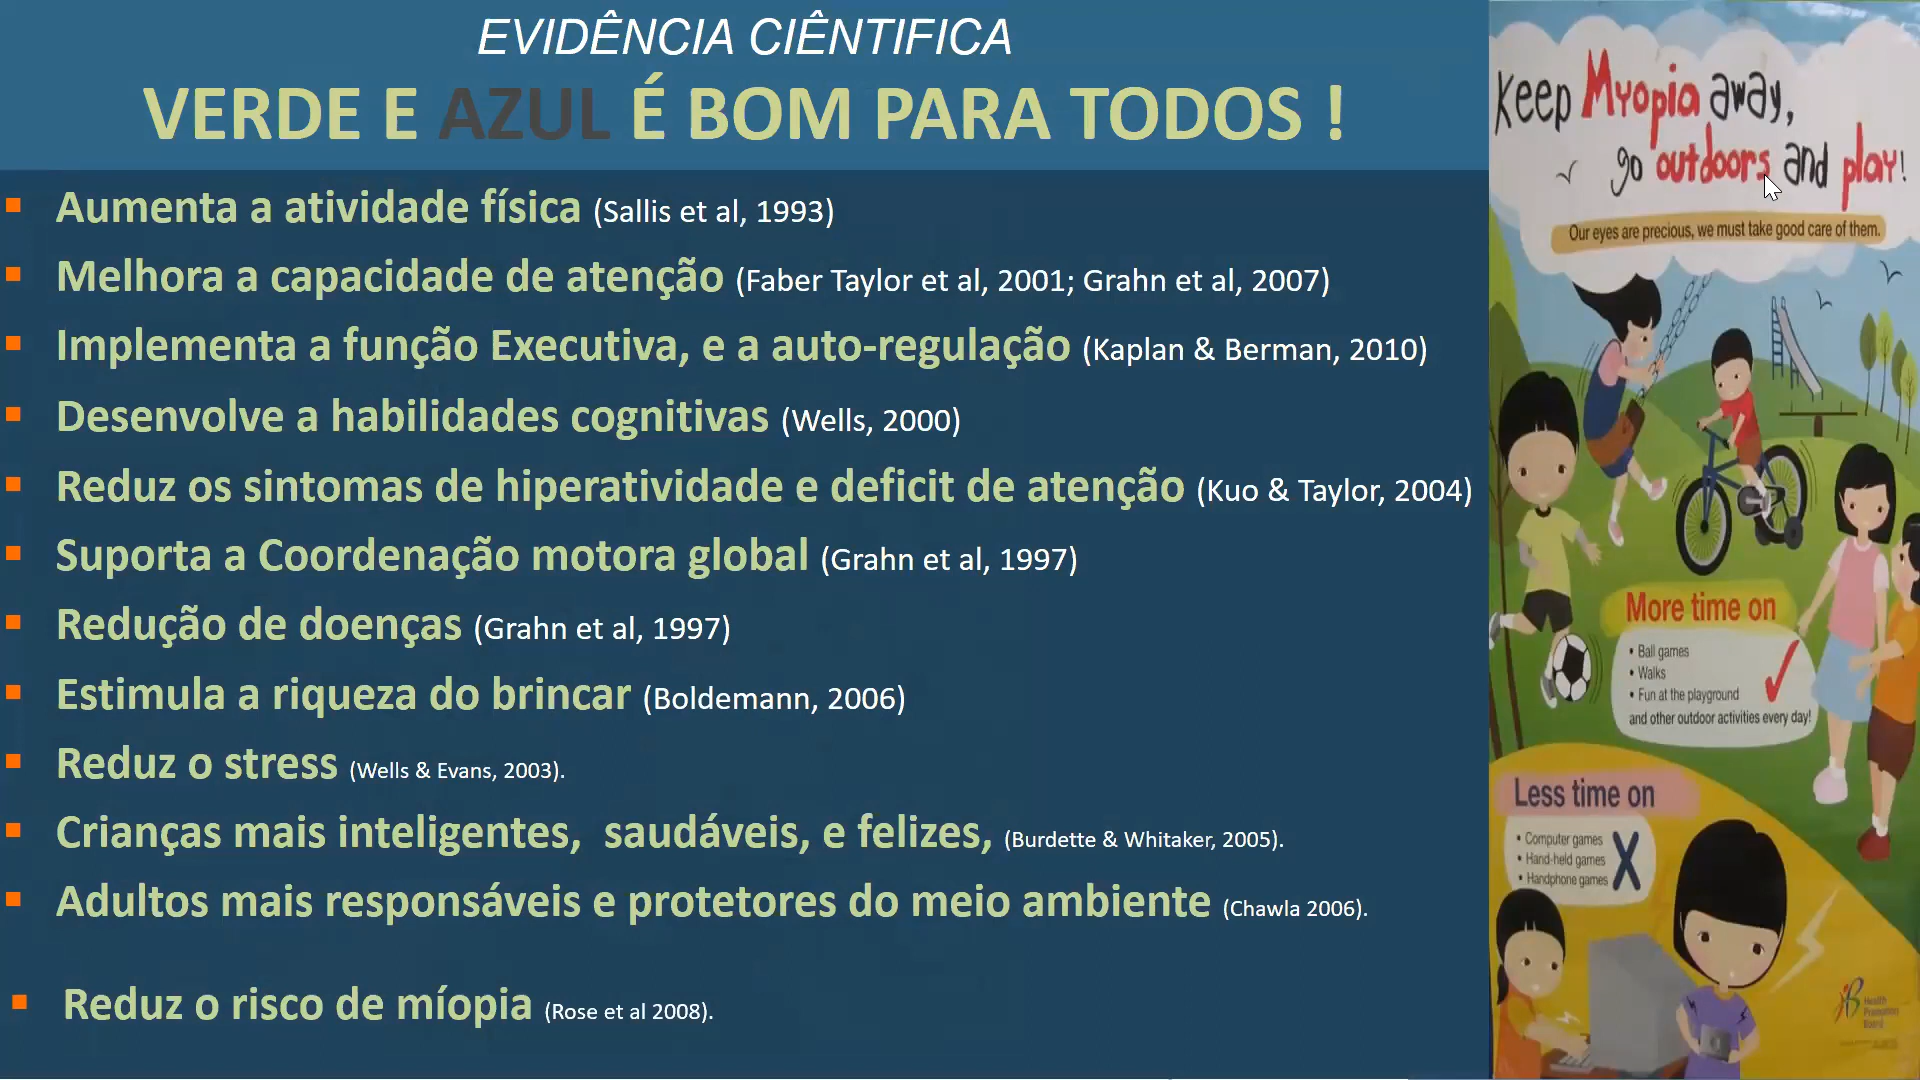 EVIDÊNCIA CIÊNTIFICA
VERDE E AZUL É BOM PARA TODOS !
Aumenta a atividade física (Sallis et al, 1993)
Melhora a capacidade de atenção (Faber Taylor et al, 2001; Grahn et al, 2007)
Implementa a função Executiva, e a auto-regulação (Kaplan & Berman, 2010)
Desenvolve a habilidades cognitivas (Wells, 2000)
Reduz os sintomas de hiperatividade e deficit de atenção (Kuo & Taylor, 2004)
Suporta a Coordenação motora global (Grahn et al, 1997)
Redução de doenças (Grahn et al, 1997)
Estimula a riqueza do brincar (Boldemann, 2006)
Reduz o stress (Wells & Evans, 2003).
Crianças mais inteligentes,  saudáveis, e felizes, (Burdette & Whitaker, 2005).
Adultos mais responsáveis e protetores do meio ambiente (Chawla 2006).
Reduz o risco de míopia (Rose et al 2008).
Keep Myopia away,
go outdoors and play!
Our eyes are precious, we must take good care of them.
More time on
• Ball games
• Walks
• Fun at the playground
and other outdoor activities every day!
Less time on
• Computer games
• Hand-held games
• Handphone games
Health
Promotion
Board